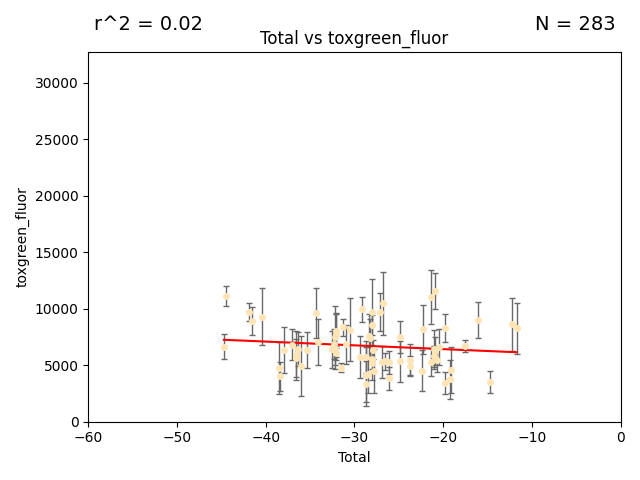 r^2 = 0.02
N = 283
Total vs toxgreen_fluor
30000
25000
20000
15000
10000
5000
0
toxgreen_fluor
−60
−50
−40
−30
−20
−10
0
Total